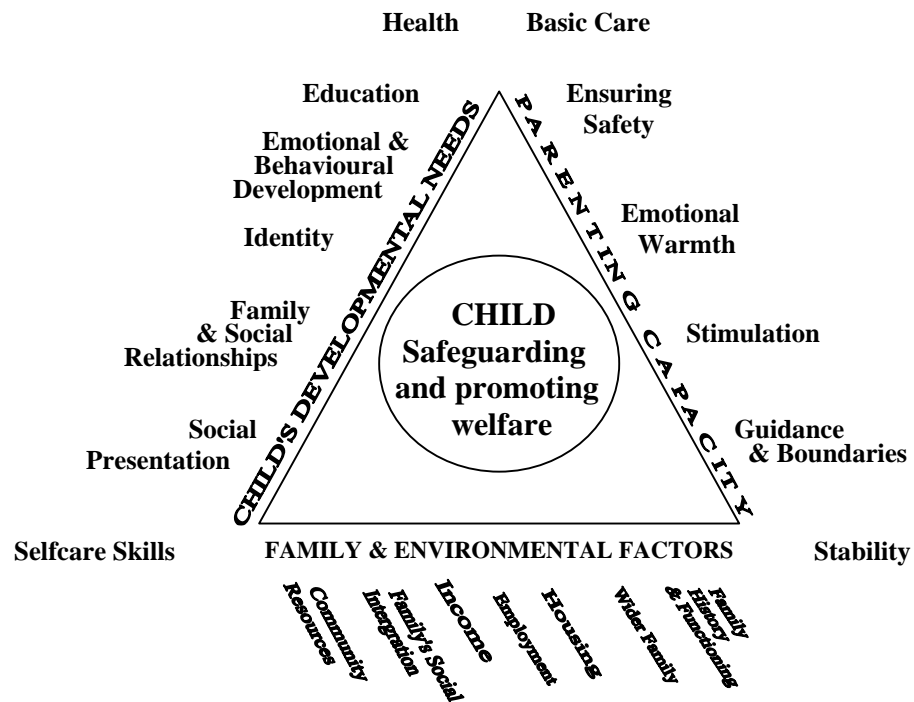 Health
Basic Care
Education
Ensuring
Safety
Emotional &
Behavioural
Development
Emotional
Warmth
Identity
Family
& Social
Relationships
Stimulation
Social
Presentation
Guidance
& Boundaries
Selfcare Skills
Stability
CHILD'S DEVELOPMENTAL NEEDS
PARENTING CAPACITY
CHILD
Safeguarding
and promoting
welfare
FAMILY & ENVIRONMENTAL FACTORS
Community
Resources
Family's Social
Intergration
Income
Employment
Housing
Wider Family
Family
History
& Functioning